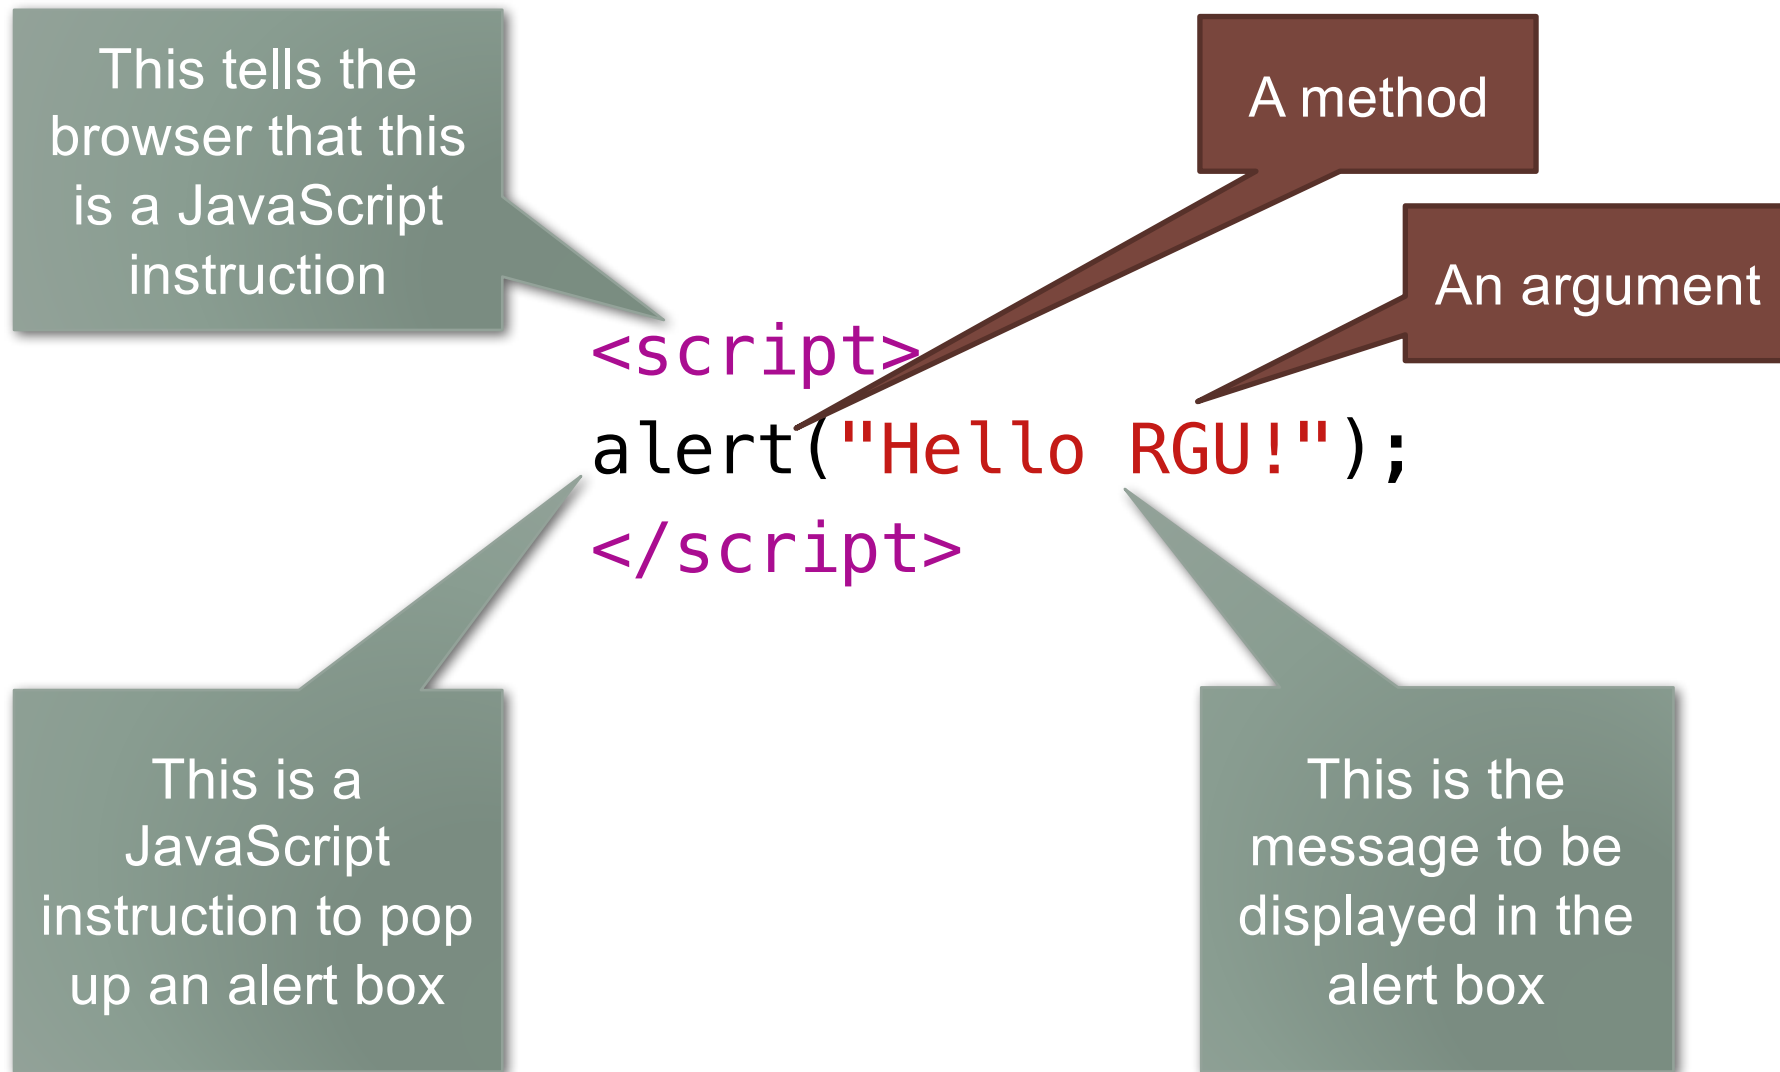 This tells the
browser that this
is a JavaScript
instruction
A method
An argument
<script>
alert("Hello RGU!");
</script>
This is a
JavaScript
instruction to pop
up an alert box
This is the
message to be
displayed in the
alert box